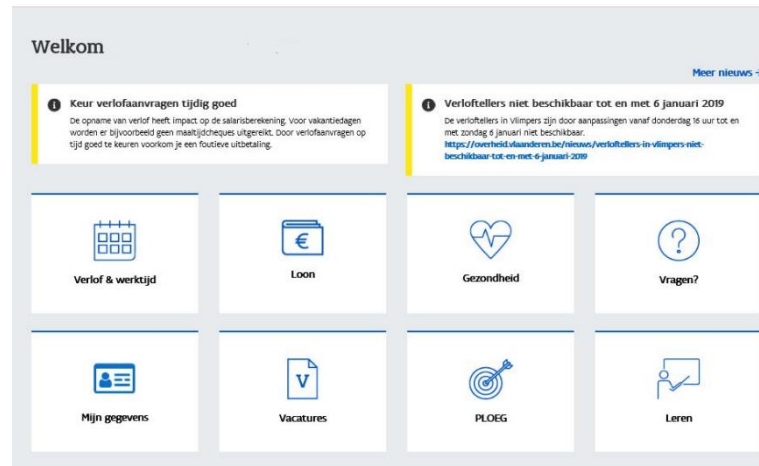 Welkom
Meer nieuws
Keur verlofaanvragen tijdig goed
De opname van verlof heeft impact op de salarisberekening. Voor vakantiedagen
worden er bijvoorbeeld geen maaltijdcheques uitgereikt. Door verlofaanvragen op
tijd goed te keuren voorkom je een foutieve uitbetaling.
Verloftellers niet beschikbaar tot en met 6 januari 2019
De verloftellers in Vlimpers zijn door aanpassingen vanaf donderdag 16 uur tot en
met zondag 6 januari niet beschikbaar.
https://overheid.vlaanderen.be/nieuws/verloftellers-in-vlimpers-niet-
beschikbaar-tot-en-met-6-januari-2019
Verlof & werktijd
Loon
Gezondheid
Vragen?
Mijn gegevens
Vacatures
PLOEG
Leren